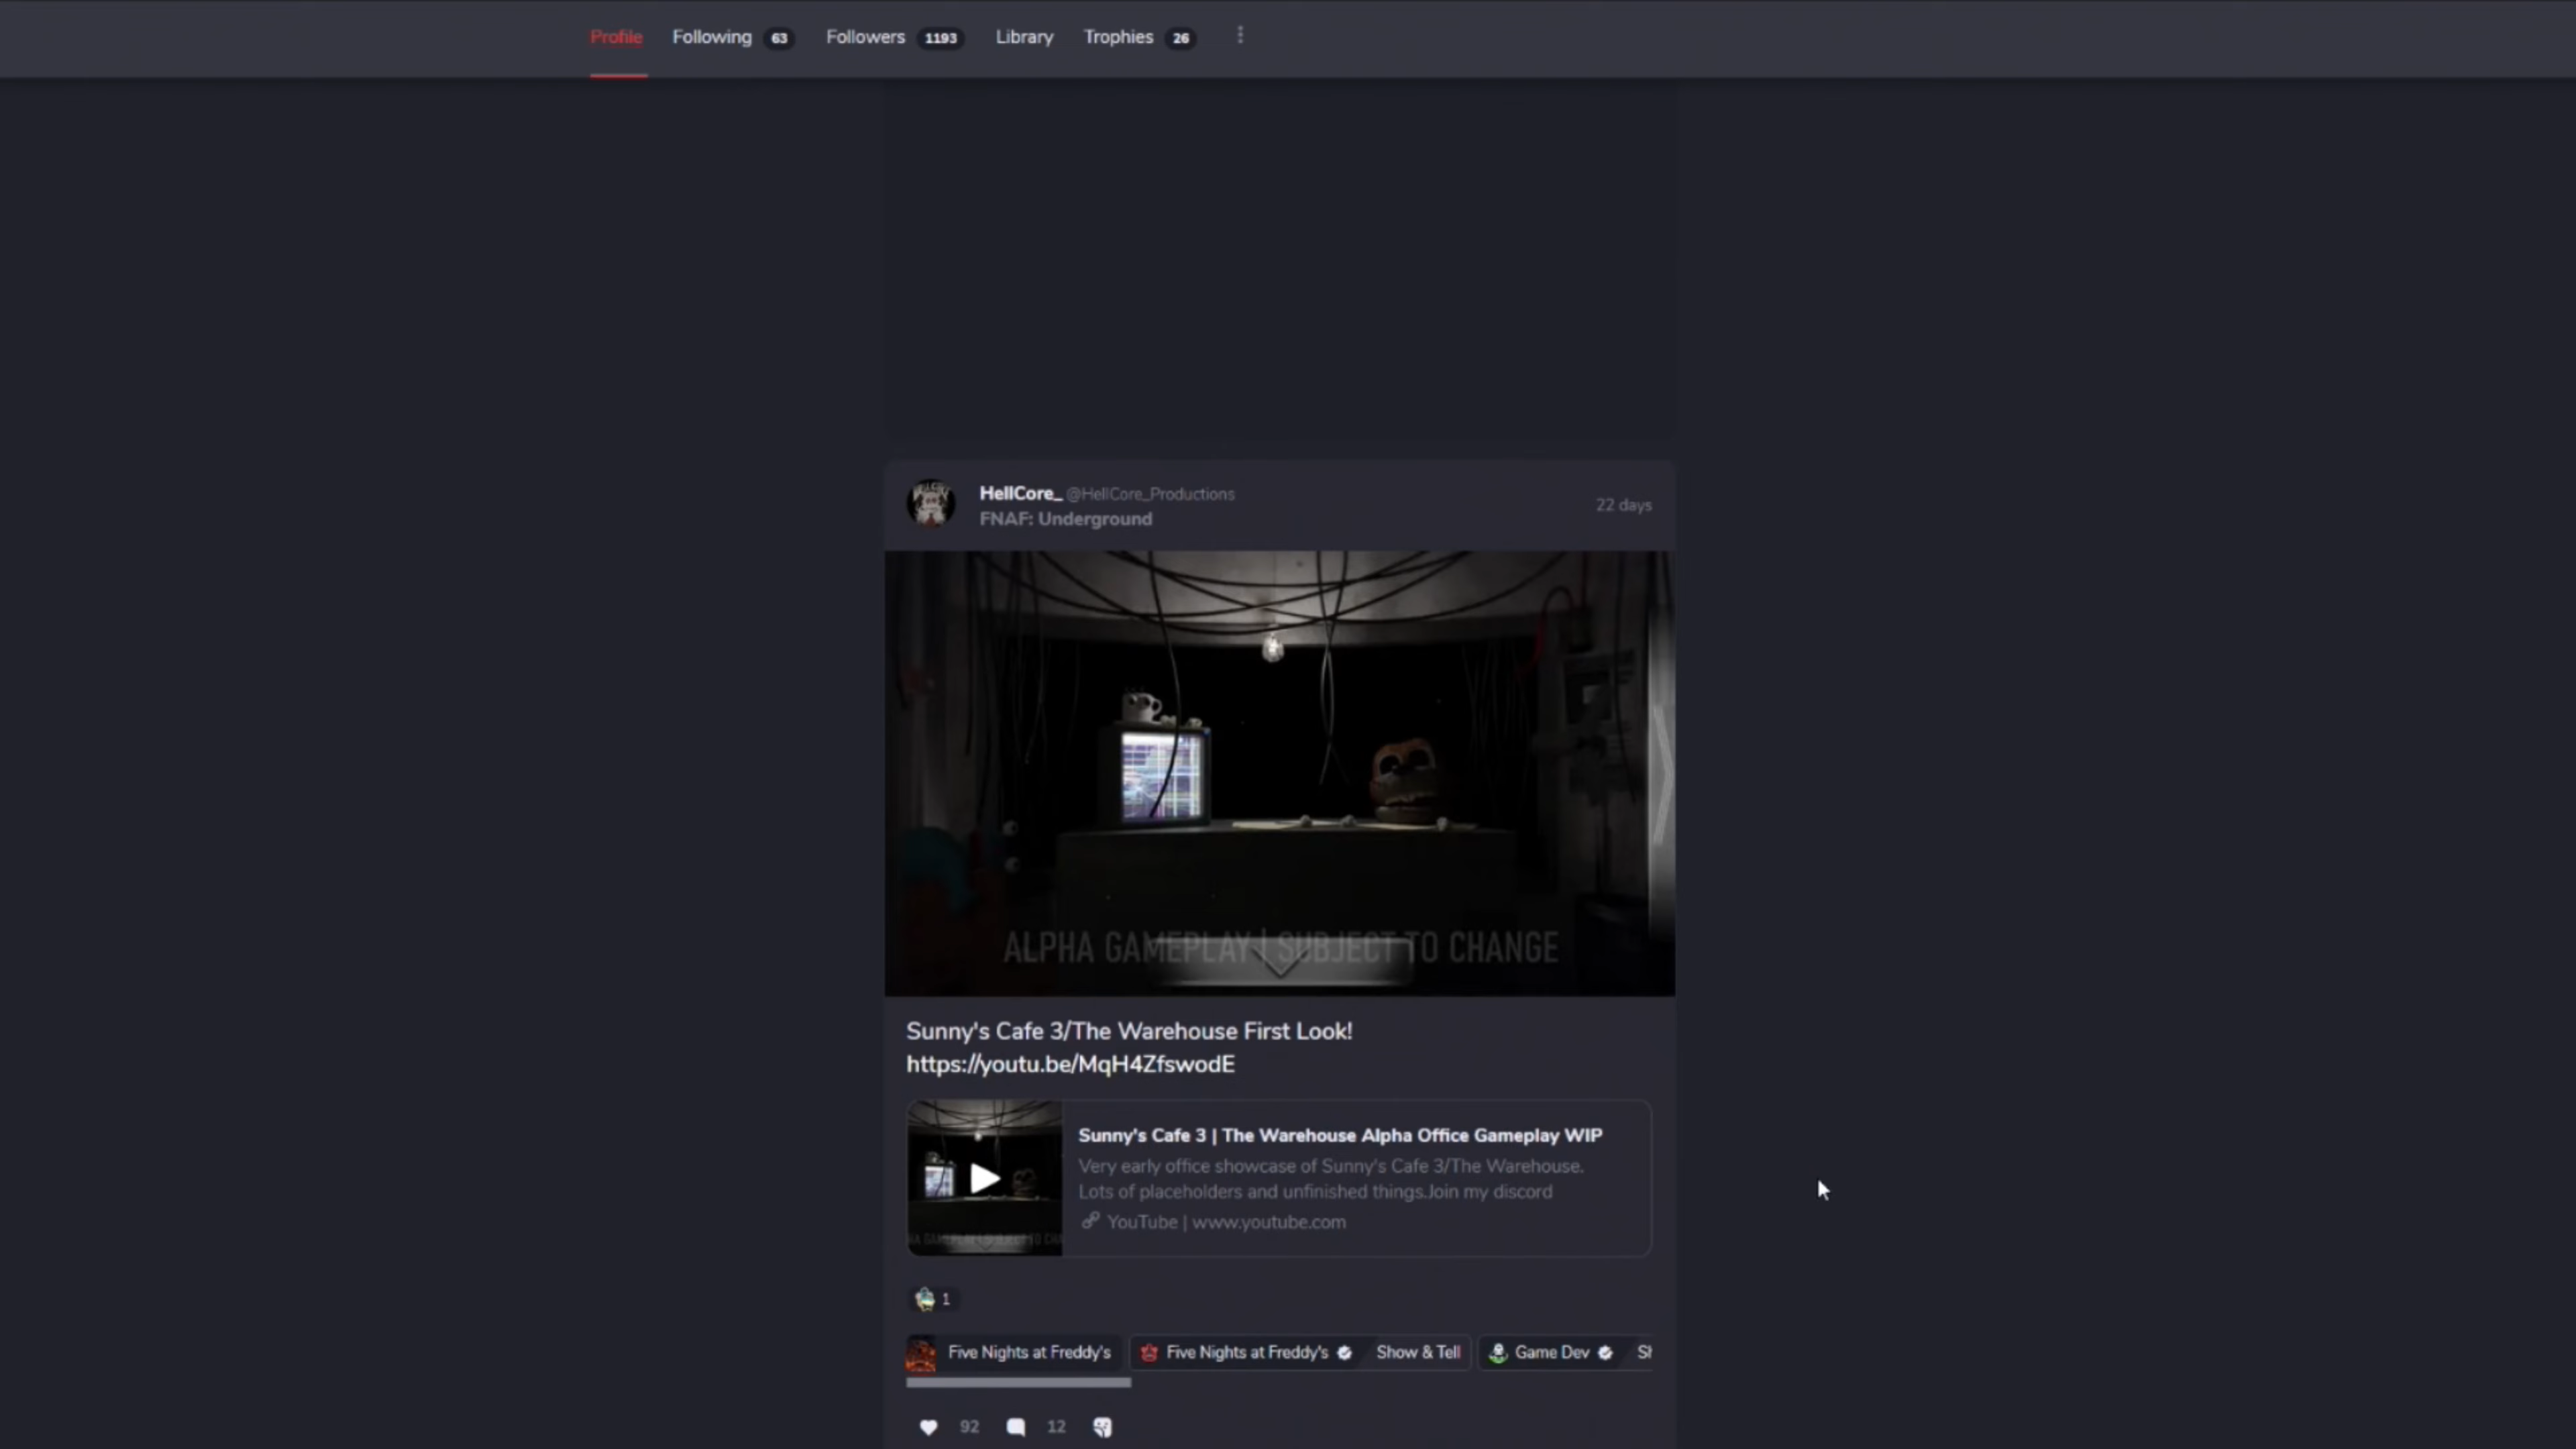 Profile Following 63 Followers 1193 Library Trophies 26
HellCore_ @HellCore_Productions
FNAF: Underground
22 days
ALPHA GAMEPLAY | SUBJECT TO CHANGE
Sunny's Cafe 3/The Warehouse First Look!
https://youtu.be/MqH4ZfswodE
Sunny's Cafe 3 | The Warehouse Alpha Office Gameplay WIP
Very early office showcase of Sunny's Cafe 3/The Warehouse.
Lots of placeholders and unfinished things.Join my discord
YouTube | www.youtube.com
1
Five Nights at Freddy's Five Nights at Freddy's Show & Tell Game Dev
92 12